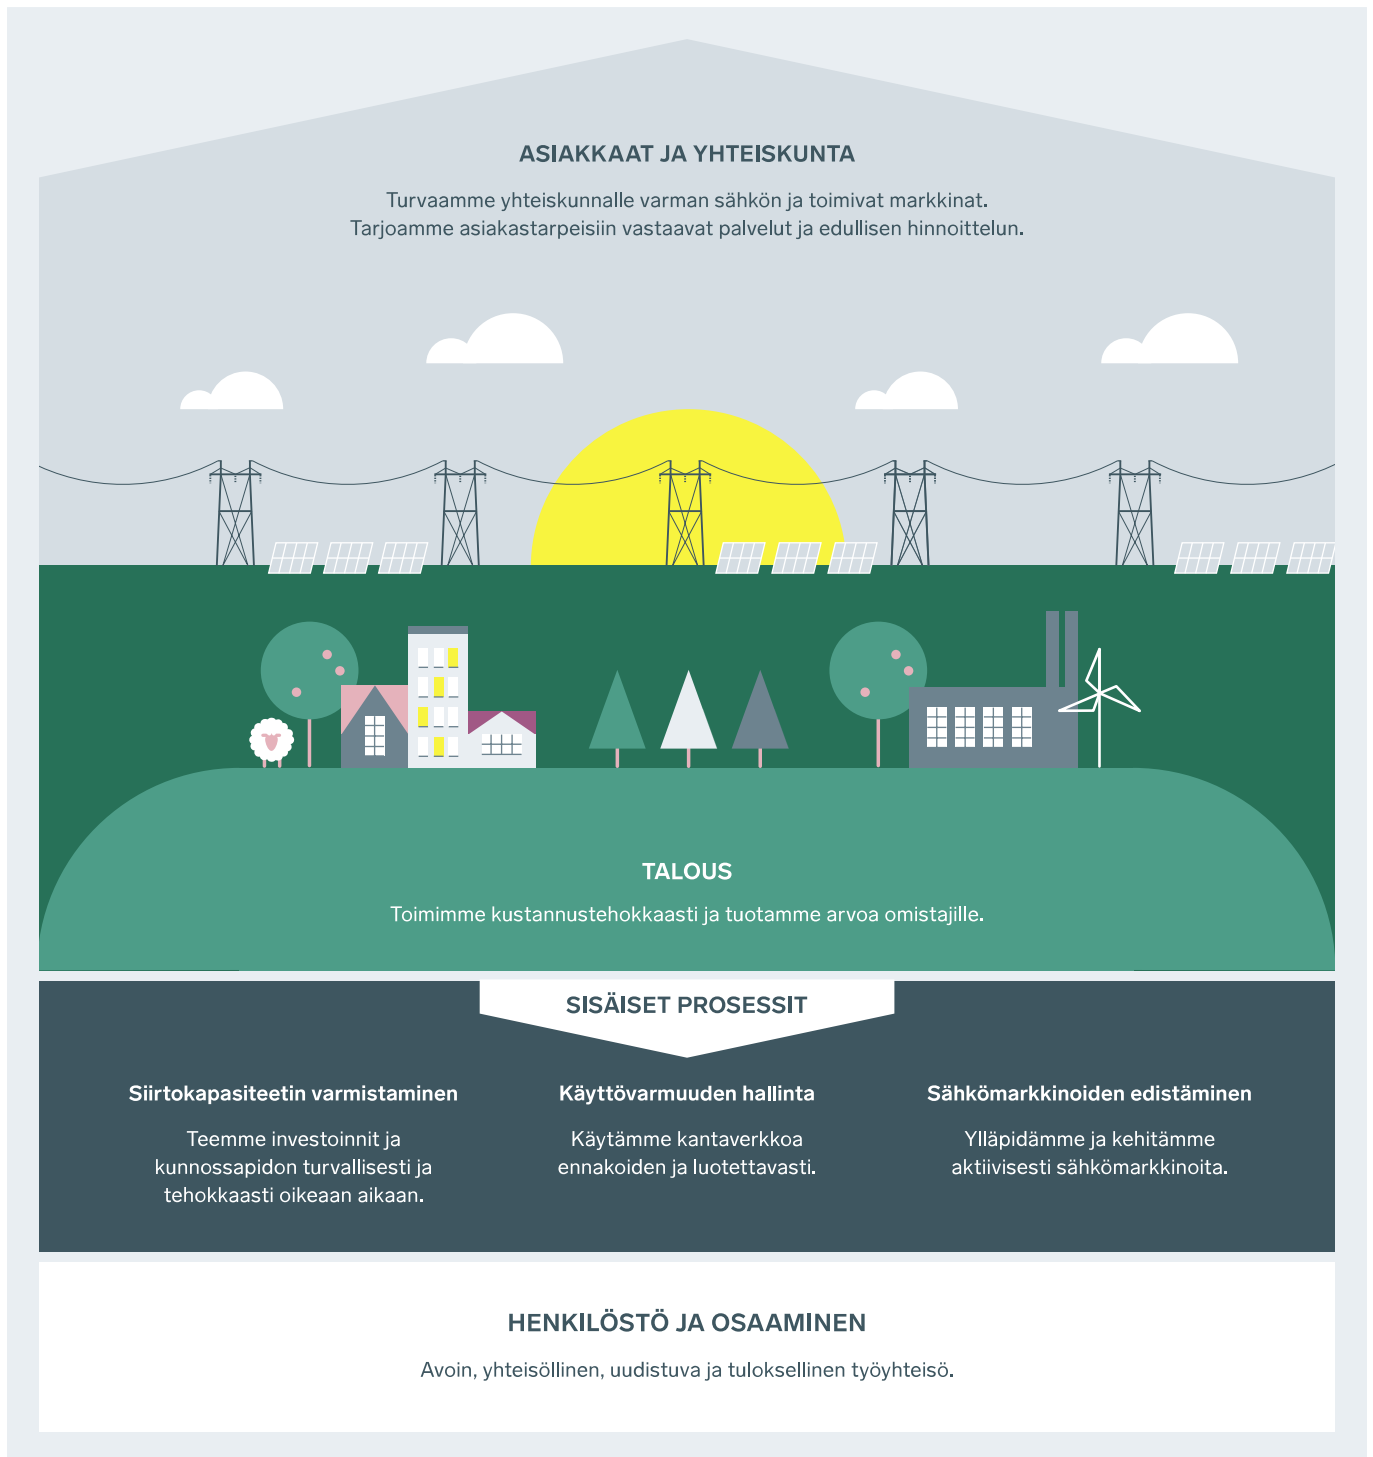 ASIAKKAAT JA YHTEISKUNTA
Turvaamme yhteiskunnalle varman sähkön ja toimivat markkinat.
Tarjoamme asiakastarpeisiin vastaavat palvelut ja edullisen hinnoittelun.
TALOUS
Toimimme kustannustehokkaasti ja tuotamme arvoa omistajille.
SISÄISET PROSESSIT
Siirtokapasiteetin varmistaminen
Teemme investoinnit ja
kunnossapidon turvallisesti ja
tehokkaasti oikeaan aikaan.
Käyttövarmuuden hallinta
Käytämme kantaverkkoa
ennakoiden ja luotettavasti.
Sähkömarkkinoiden edistäminen
Ylläpidämme ja kehitämme
aktiivisesti sähkömarkkinoita.
HENKILÖSTÖ JA OSAAMINEN
Avoin, yhteisöllinen, uudistuva ja tuloksellinen työyhteisö.